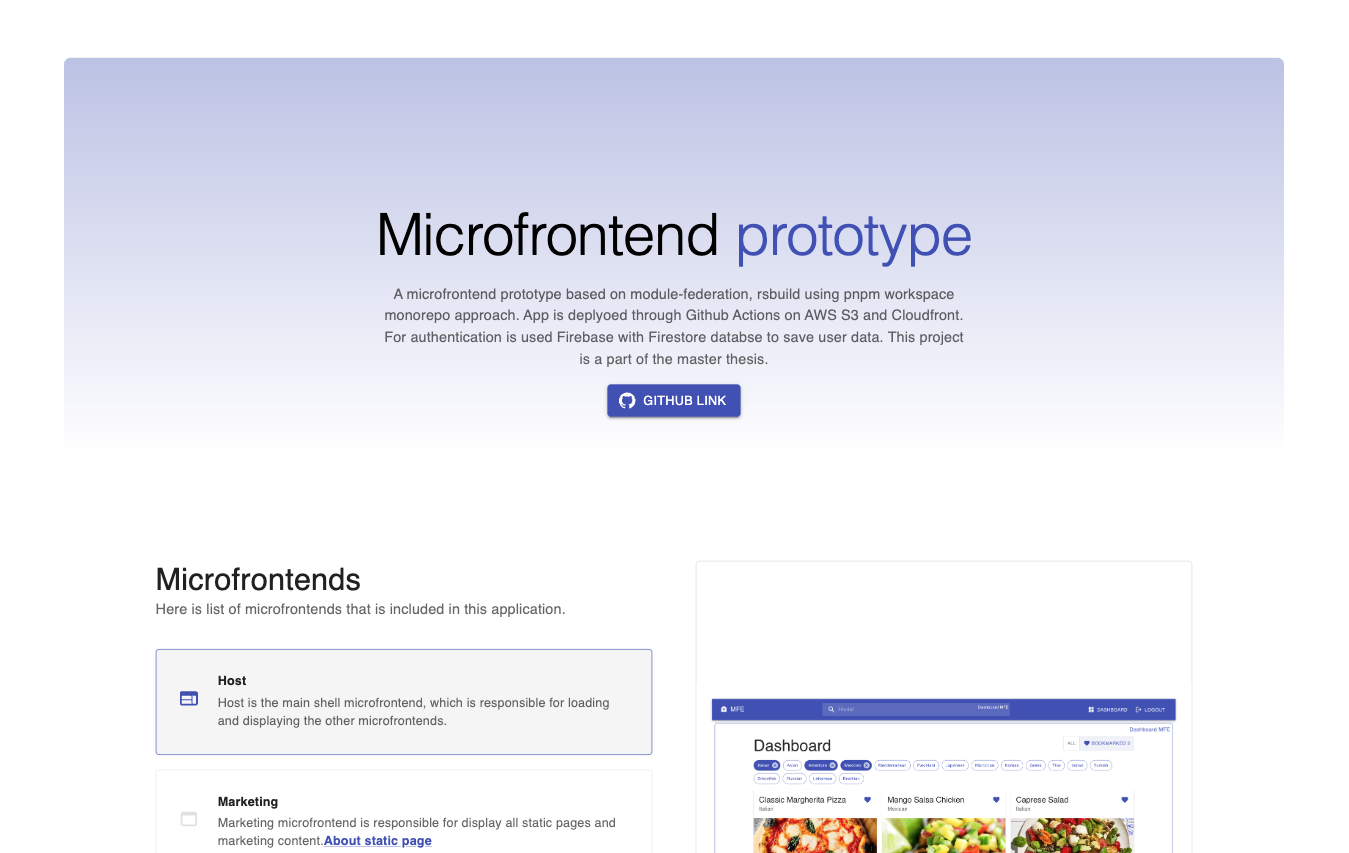 Microfrontend prototype
A microfrontend prototype based on module-federation, rsbuild using pnpm workspace
monorepo approach. App is deplyoed through Github Actions on AWS S3 and Cloudfront.
For authentication is used Firebase with Firestore databse to save user data. This project
is a part of the master thesis.
GITHUB LINK
Microfrontends
Here is list of microfrontends that is included in this application.
Host
Host is the main shell microfrontend, which is responsible for loading
and displaying the other microfrontends.
Marketing
Marketing microfrontend is responsible for display all static pages and
marketing content.About static page
MFE
Dashboard MFE
DASHBOARD
LOGOUT
Dashboard MFE
Dashboard
ALL
BOOKMARKED 3
Italian Asian American Mexican Mediterranean Pakistani Japanese Moroccan Korean Greek Thai Indian Turkish
Smoothie Russian Lebanese Brazilian
Classic Margherita Pizza
Italian
Mango Salsa Chicken
Mexican
Caprese Salad
Italian